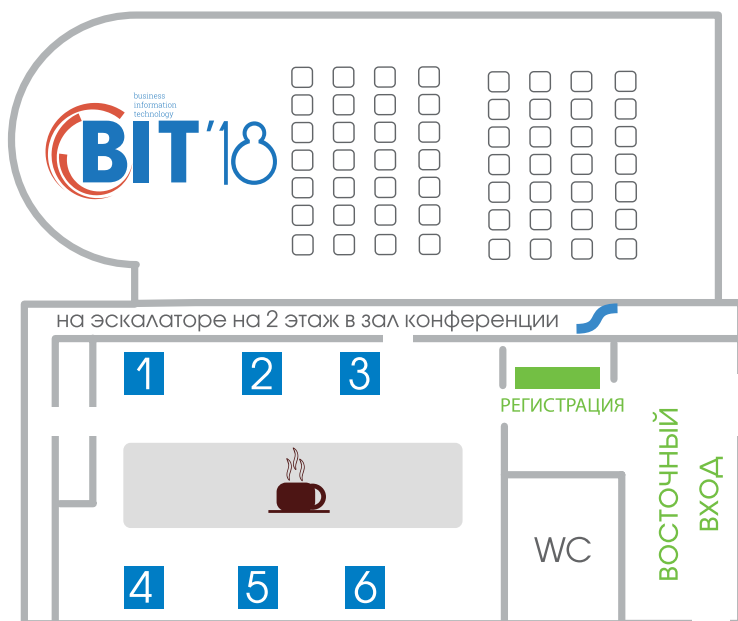 business
information
technology
BIT'18
на эскалаторе на 2 этаж в зал конференции
1 2 3
РЕГИСТРАЦИЯ
ВОСТОЧНЫЙ
ВХОД
WC
4 5 6